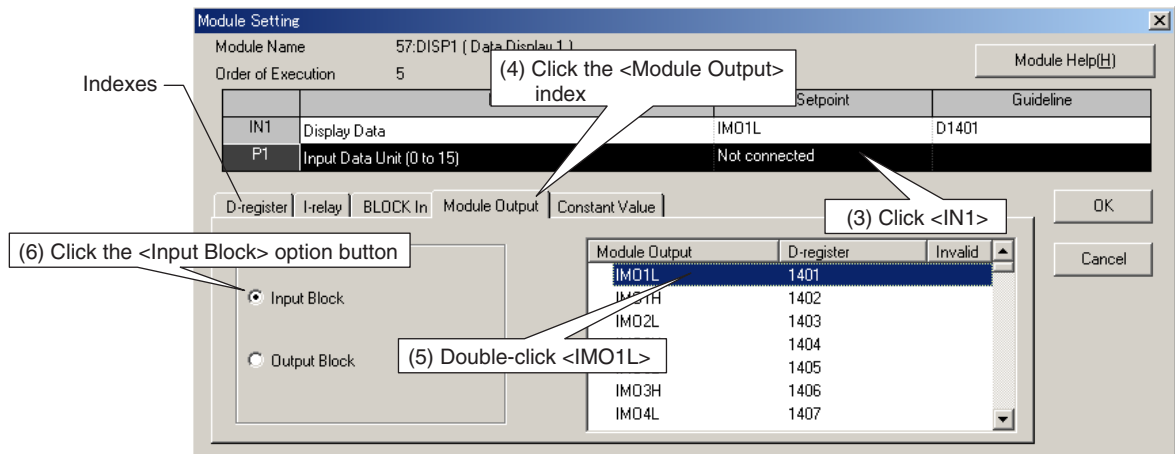 Module Setting
Module Name 57:DISP1 ( Data Display 1 )
Order of Execution 5
Module Help(H)
Indexes
(4) Click the <Module Output>
index
Setpoint Guideline
IN1 Display Data IMO1L D1401
P1 Input Data Unit (0 to 15) Not connected
D-register I-relay BLOCK In Module Output Constant Value
(3) Click <IN1>
OK
Cancel
(6) Click the <Input Block> option button
Module Output D-register Invalid
IMO1L 1401
Input Block
IMO1H 1402
IMO2L 1403
1404
Output Block
(5) Double-click <IMO1L>
1405
IMO3H 1406
IMO4L 1407